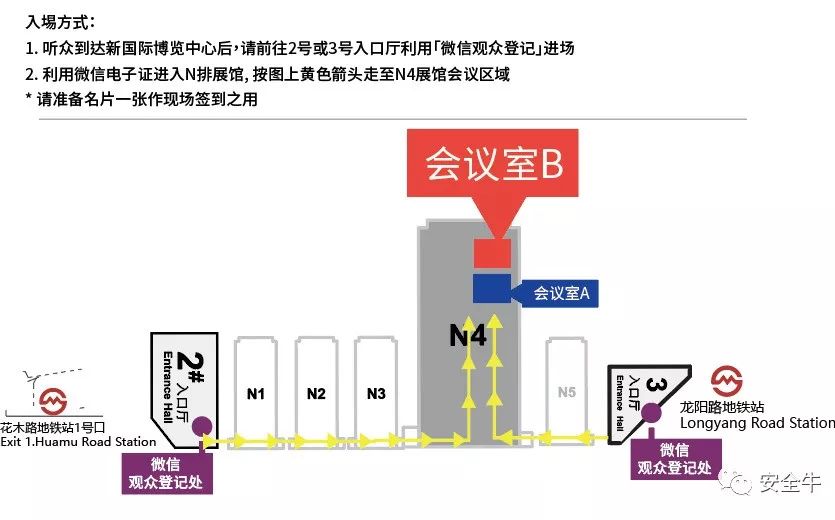 入場方式：
1. 听众到达新国际博览中心后，请前往2号或3号入口厅利用「微信观众登记」进场
2. 利用微信电子证进入N排展馆, 按图上黄色箭头走至N4展馆会议区域
* 请准备名片一张作现场签到之用
会议室B
会议室A
N4
2#
入口厅
Entrance Hall
N1
N2
N3
N5
3
入口厅
Entrance Hall
花木路地铁站1号口
Exit 1.Huamu Road Station
龙阳路地铁站
Longyang Road Station
微信
观众登记处
微信
观众登记处
安全牛